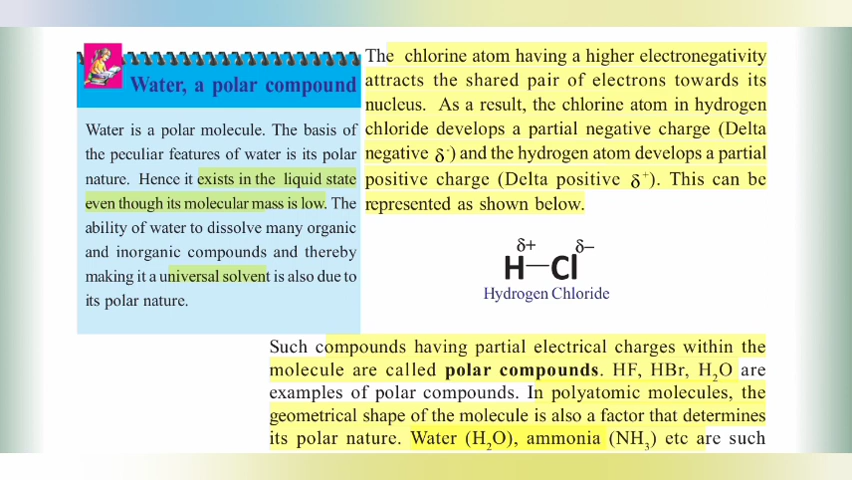 Water, a polar compound
Water is a polar molecule. The basis of
the peculiar features of water is its polar
nature. Hence it exists in the liquid state
even though its molecular mass is low. The
ability of water to dissolve many organic
and inorganic compounds and thereby
making it a universal solvent is also due to
its polar nature.
The chlorine atom having a higher electronegativity
attracts the shared pair of electrons towards its
nucleus. As a result, the chlorine atom in hydrogen
chloride develops a partial negative charge (Delta
negative δ⁻) and the hydrogen atom develops a partial
positive charge (Delta positive δ⁺). This can be
represented as shown below.
δ+ δ–
H—Cl
Hydrogen Chloride
Such compounds having partial electrical charges within the
molecule are called polar compounds. HF, HBr, H₂O are
examples of polar compounds. In polyatomic molecules, the
geometrical shape of the molecule is also a factor that determines
its polar nature. Water (H₂O), ammonia (NH₃) etc are such